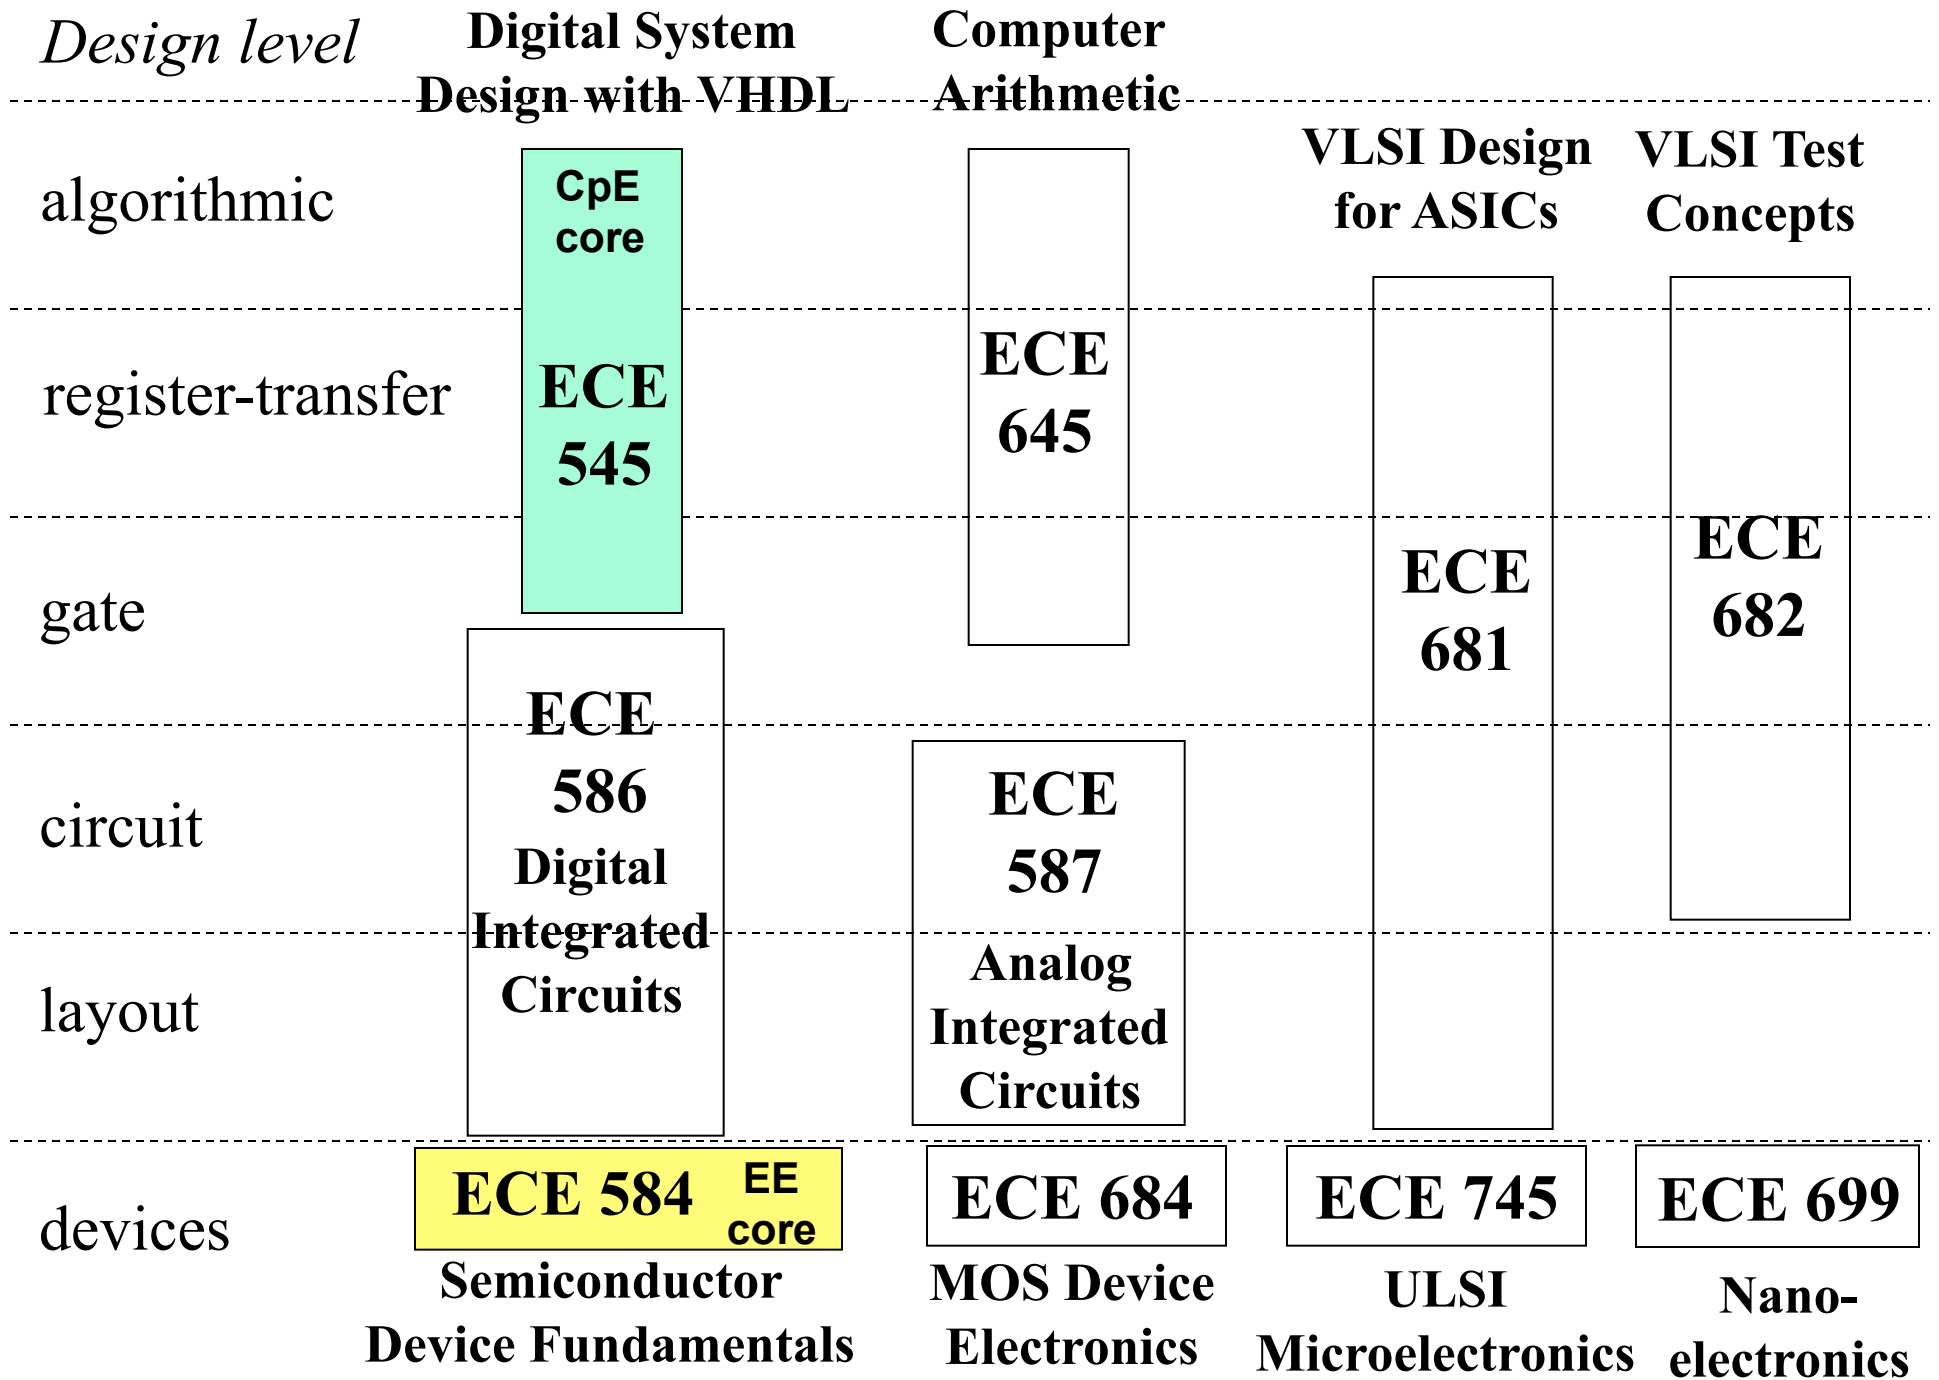 Design level
Digital System
Design with VHDL
Computer
Arithmetic
VLSI Design
for ASICs
VLSI Test
Concepts
algorithmic
CpE
core
register-transfer
ECE
545
ECE
645
gate
ECE
681
ECE
682
circuit
ECE
586
Digital
Integrated
Circuits
ECE
587
Analog
Integrated
Circuits
layout
devices
ECE 584
EE
core
ECE 684
ECE 745
ECE 699
Semiconductor
Device Fundamentals
MOS Device
Electronics
ULSI
Microelectronics
Nano-
electronics